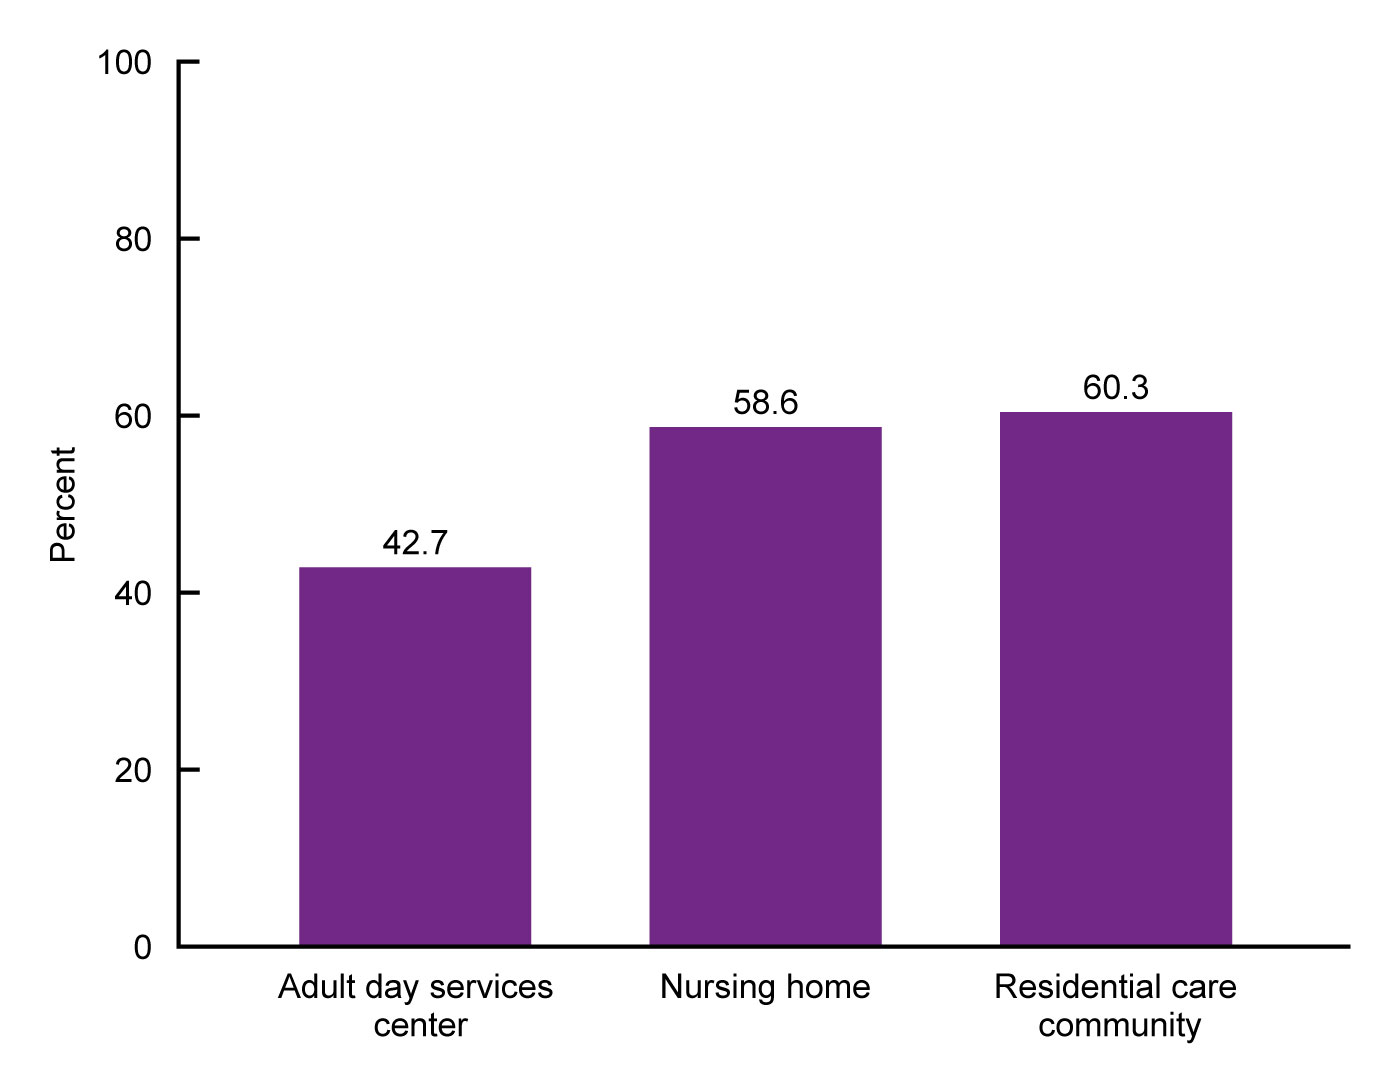 100
80
60
40
20
0
Percent
42.7
58.6
60.3
Adult day services
center
Nursing home
Residential care
community